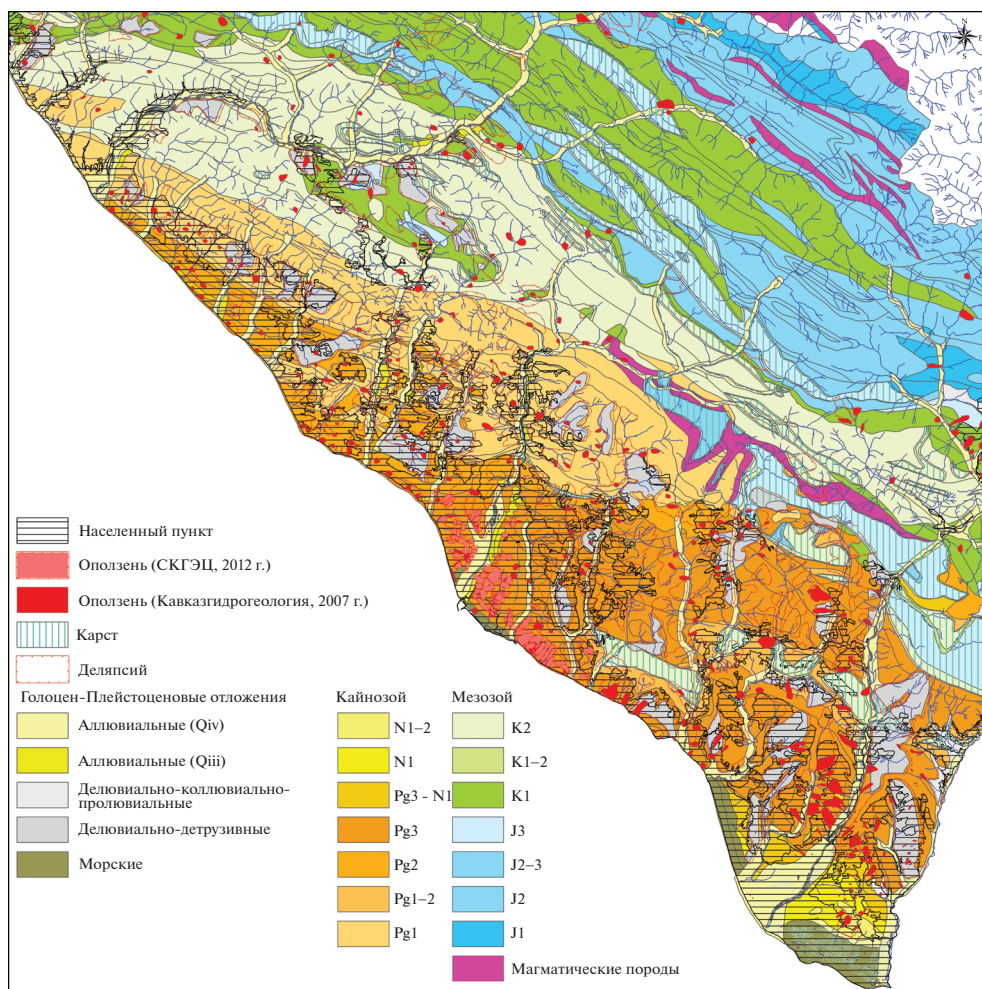 N
W E
S
Населенный пункт
Оползень (СКГЭЦ, 2012 г.)
Оползень (Кавказгидрогеология, 2007 г.)
Карст
Деляпсий
Голоцен-Плейстоценовые отложения
Аллювиальные (Qiv)
Аллювиальные (Qiii)
Делювиально-коллювиально-
пролювиальные
Делювиально-детрузивные
Морские
Кайнозой
N1–2
N1
Pg3 - N1
Pg3
Pg2
Pg1–2
Pg1
Мезозой
K2
K1–2
K1
J3
J2–3
J2
J1
Магматические породы